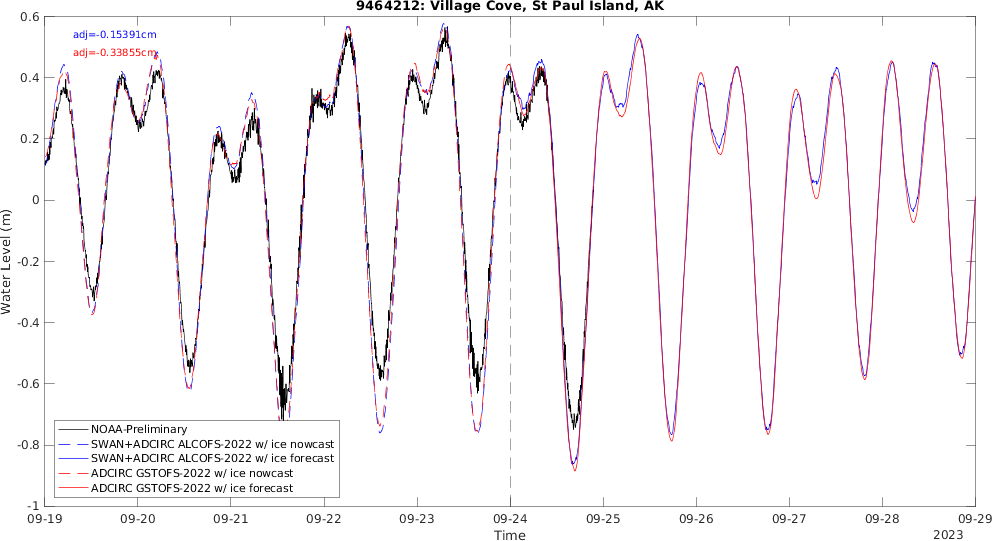 9464212: Village Cove, St Paul Island, AK
adj=-0.15391cm
adj=-0.33855cm
Water Level (m)
0.6
0.4
0.2
0
-0.2
-0.4
-0.6
-0.8
-1
NOAA-Preliminary
SWAN+ADCIRC ALCOFS-2022 w/ ice nowcast
SWAN+ADCIRC ALCOFS-2022 w/ ice forecast
ADCIRC GSTOFS-2022 w/ ice nowcast
ADCIRC GSTOFS-2022 w/ ice forecast
09-19 09-20 09-21 09-22 09-23 09-24 09-25 09-26 09-27 09-28 09-29
Time
2023